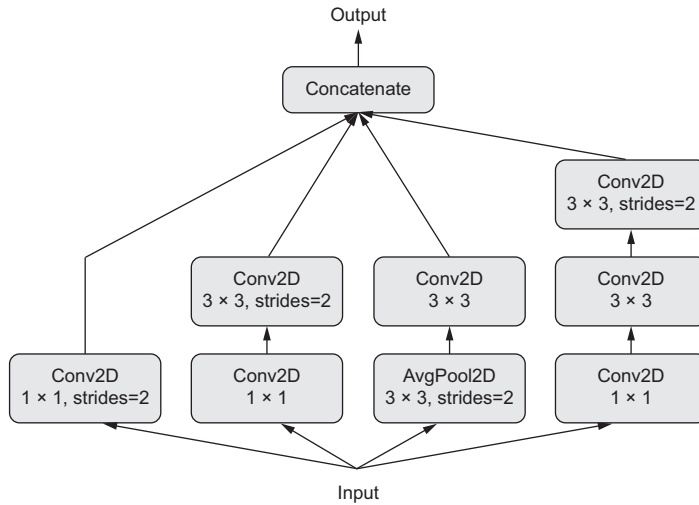 Output
Concatenate
Conv2D
3 × 3, strides=2
Conv2D
3 × 3, strides=2
Conv2D
3 × 3
Conv2D
3 × 3
Conv2D
1 × 1, strides=2
Conv2D
1 × 1
AvgPool2D
3 × 3, strides=2
Conv2D
1 × 1
Input